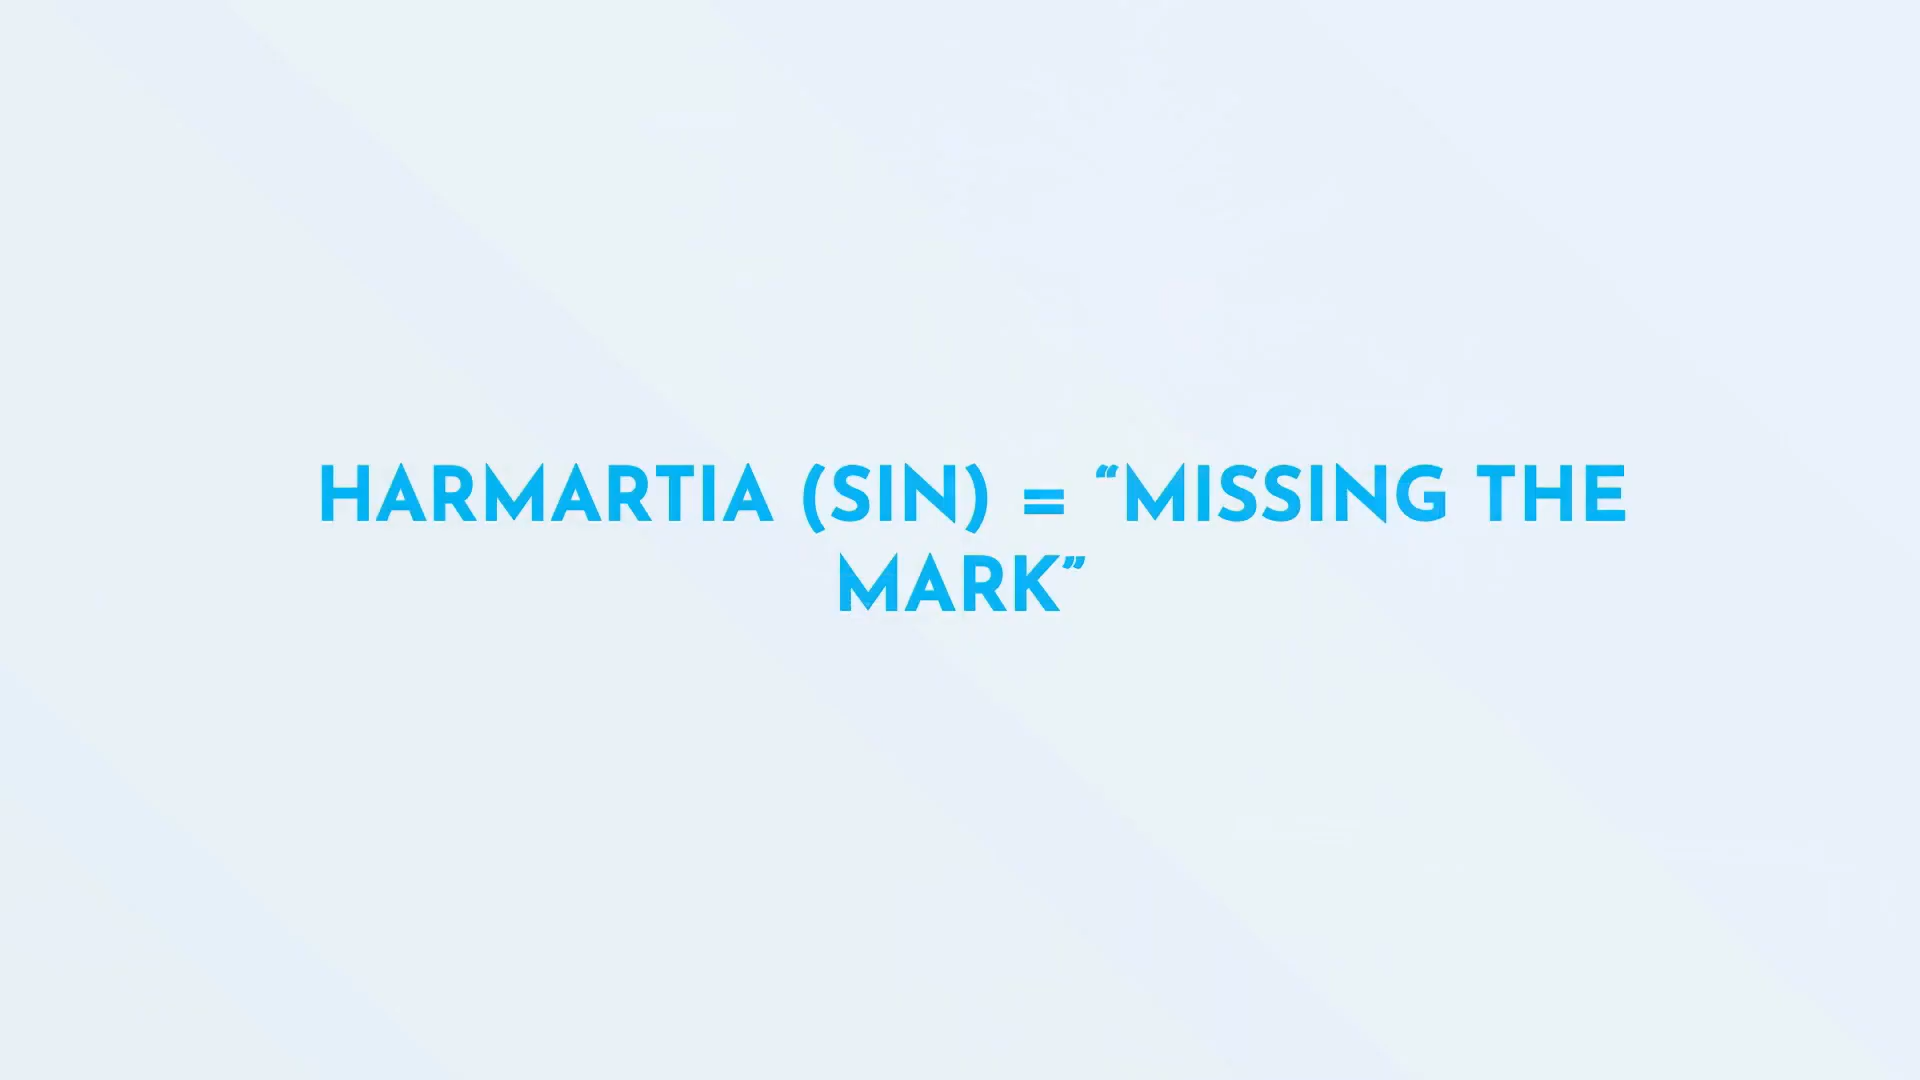 HARMARTIA (SIN) = “MISSING THE
MARK”